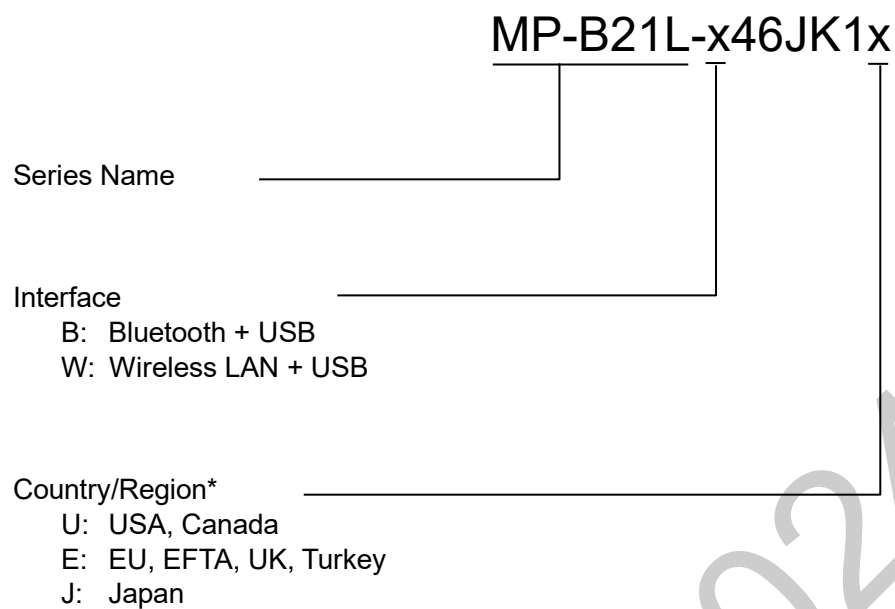 MP-B21L-x46JK1x
Series Name
Interface
B: Bluetooth + USB
W: Wireless LAN + USB
Country/Region*
U: USA, Canada
E: EU, EFTA, UK, Turkey
J: Japan